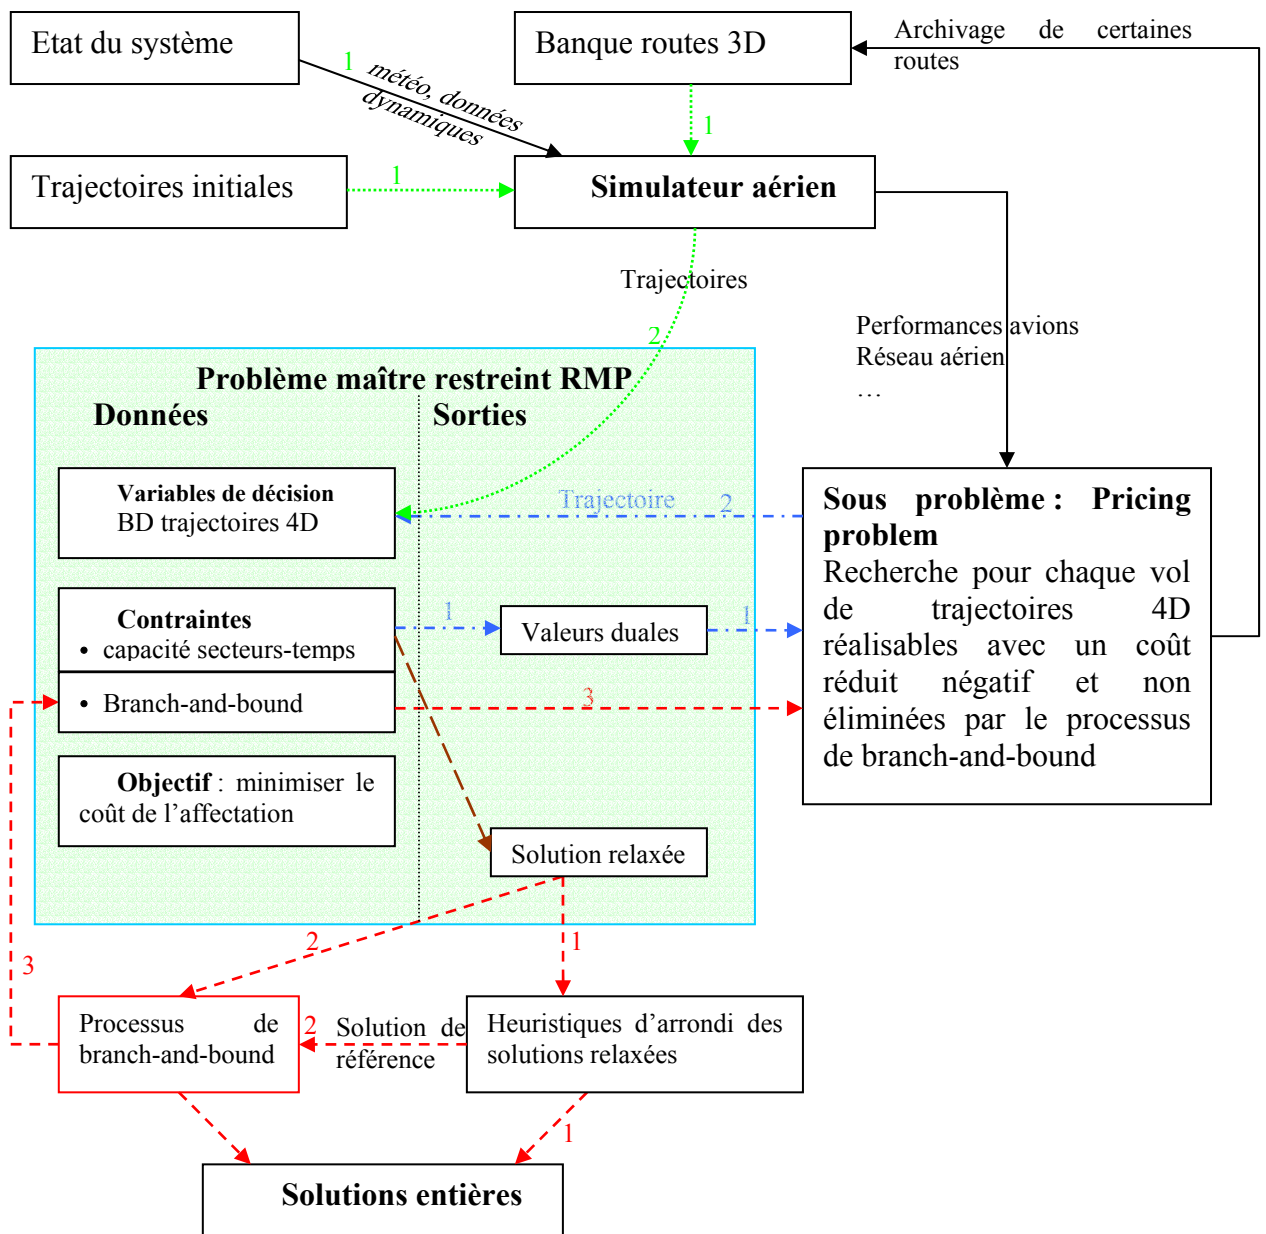 Etat du système
Banque routes 3D
Archivage de certaines
routes
1
météo, données
dynamiques
1
Trajectoires initiales
1
Simulateur aérien
Trajectoires
2
Performances avions
Réseau aérien
…
Problème maître restreint RMP
Données
Sorties
Variables de décision
BD trajectoires 4D
Trajectoire
2
Sous problème : Pricing
problem
Recherche pour chaque vol
de trajectoires 4D
réalisables avec un coût
réduit négatif et non
éliminées par le processus
de branch-and-bound
Contraintes
• capacité secteurs-temps
1
Valeurs duales
1
• Branch-and-bound
3
Objectif : minimiser le
coût de l’affectation
Solution relaxée
2
1
3
Processus de
branch-and-bound
2
Solution de
référence
Heuristiques d’arrondi des
solutions relaxées
1
Solutions entières